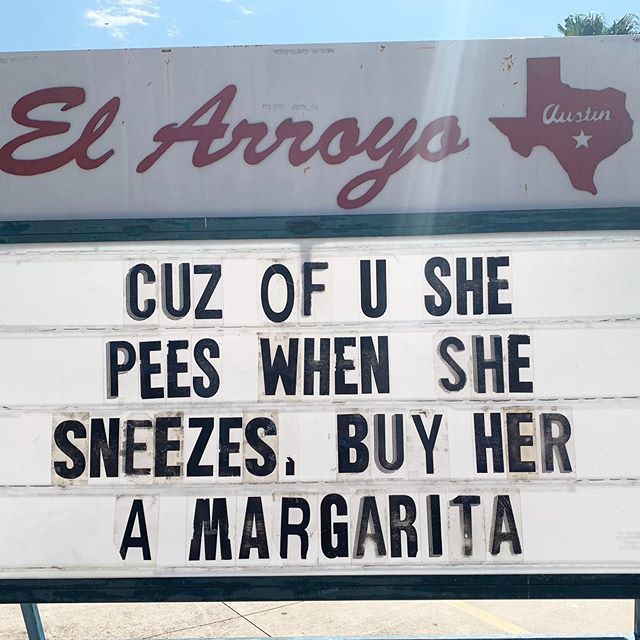 El Arroyo
Austin
CUZ OF U SHE
PEES WHEN SHE
SNEEZES. BUY HER
A MARGARITA